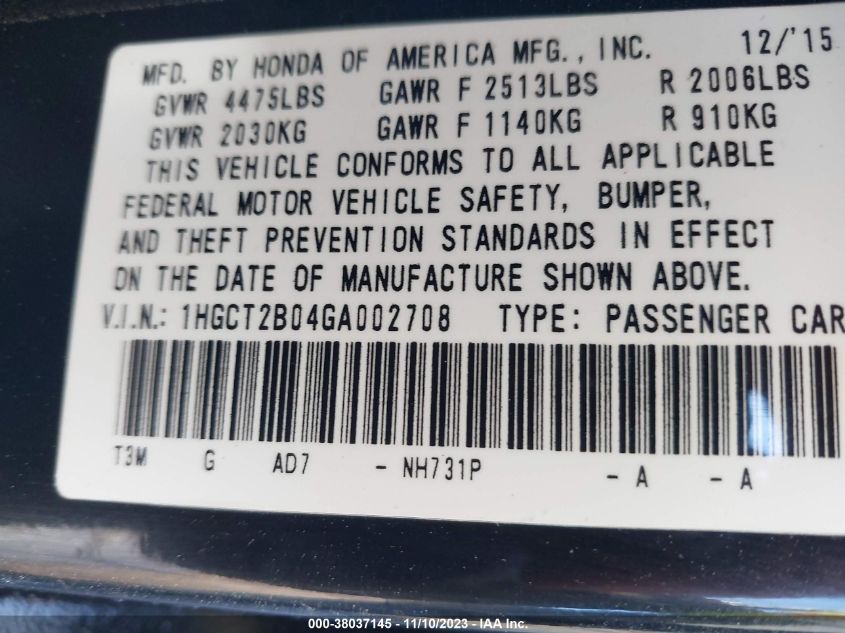 MFD. BY HONDA OF AMERICA MFG., INC. 12/'15
GVWR 4475LBS GAWR F 2513LBS R 2006LBS
GVWR 2030KG GAWR F 1140KG R 910KG
THIS VEHICLE CONFORMS TO ALL APPLICABLE
FEDERAL MOTOR VEHICLE SAFETY, BUMPER,
AND THEFT PREVENTION STANDARDS IN EFFECT
ON THE DATE OF MANUFACTURE SHOWN ABOVE.
V.I.N.: 1HGCT2B04GA002708 TYPE: PASSENGER CAR
T3M G AD7 - NH731P - A - A
000-38037145 - 11/10/2023 - IAA Inc.